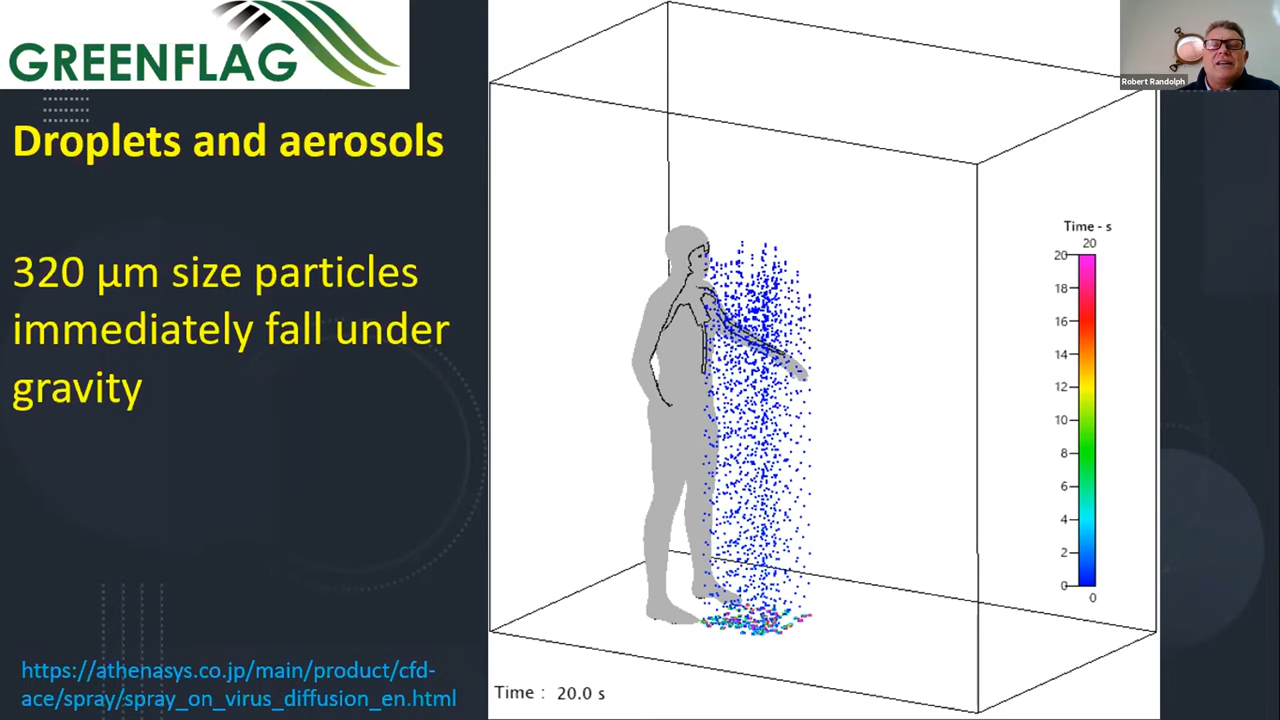 GREENFLAG
Droplets and aerosols
320 µm size particles
immediately fall under
gravity
https://athenasys.co.jp/main/product/cfd-
ace/spray/spray_on_virus_diffusion_en.html
Time : 20.0 s
Time - s
20
20
18
16
14
12
10
8
6
4
2
0
0
Robert Randolph